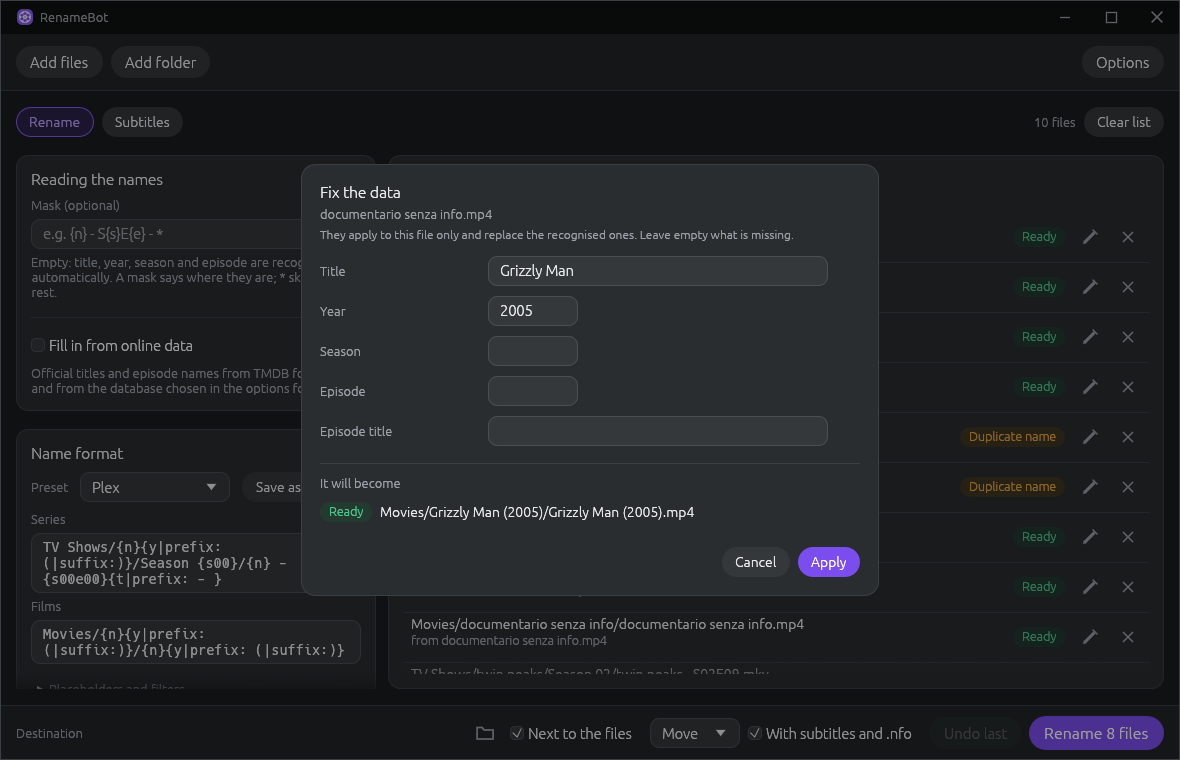 RenameBot
Add files
Add folder
Options
Rename
Subtitles
10 files
Clear list
Reading the names
Mask (optional)
e.g. {n} - S{s}E{e} - *
Empty: title, year, season and episode are recog
automatically. A mask says where they are; * sk
rest.
Fill in from online data
Official titles and episode names from TMDB fo
and from the database chosen in the options fo
Name format
Preset
Plex
Save as
Series
TV Shows/{n}{y|prefix:
(|suffix:)}/Season {s00}/{n} -
{s00e00}{t|prefix: - }
Films
Movies/{n}{y|prefix:
(|suffix:)}/{n}{y|prefix: (|suffix:)}
Placeholders and filters
Fix the data
documentario senza info.mp4
They apply to this file only and replace the recognised ones. Leave empty what is missing.
Title
Grizzly Man
Year
2005
Season
Episode
Episode title
It will become
Ready
Movies/Grizzly Man (2005)/Grizzly Man (2005).mp4
Cancel
Apply
Ready
Ready
Ready
Ready
Duplicate name
Duplicate name
Ready
Ready
Movies/documentario senza info/documentario senza info.mp4
from documentario senza info.mp4
Ready
Destination
Next to the files
Move
With subtitles and .nfo
Undo last
Rename 8 files